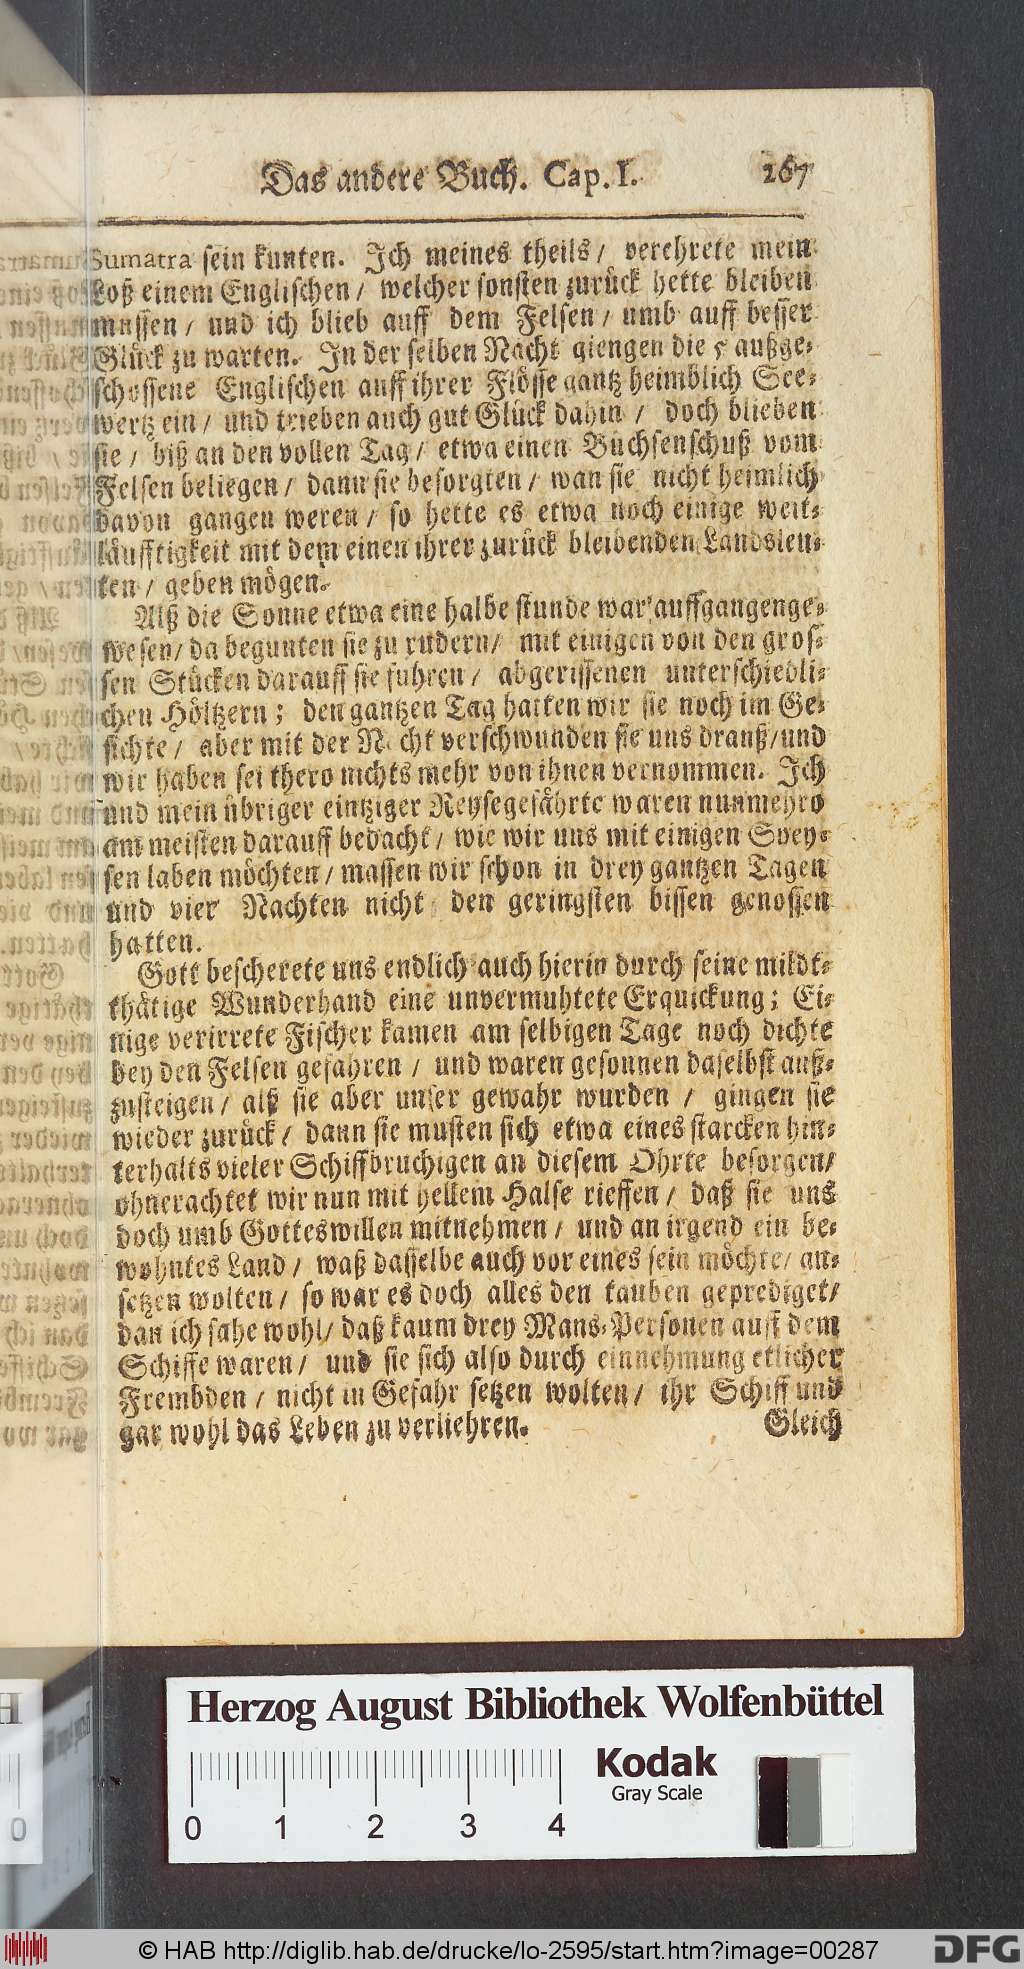 Das andere Buch. Cap. I. 267
Sumatra sein kunten. Ich meines theils / verehrete mein
Loß einem Englischen / welcher sonsten zurück hette bleiben
mussen / und ich blieb auff dem Felsen / umb auff besser
Glück zu warten. In der selben Nacht giengen die 5 außge-
schossene Englischen auff ihrer Flösse gantz heimblich See-
wertz ein / und trieben auch gut Glück dahin / doch blieben
sie / biß an den vollen Tag / etwa einen Büchsenschuß vom
Felsen beliegen / dann sie besorgten / wan sie nicht heimlich
davon gangen weren / so hette es etwa noch einige weit-
läufftigkeit mit dem einen ihrer zurück bleibenden Landsleu-
ten / geben mögen.
Alß die Sonne etwa eine halbe stunde war auffgangenge-
wesen / da begunten sie zu rudern / mit einigen von den gros-
sen Stücken darauff sie fuhren / abgerissenen unterschiedli-
chen Höltzern ; den gantzen Tag hatten wir sie noch im Ge-
sichte / aber mit der Nacht verschwunden sie uns drauß / und
wir haben seithero nichts mehr von ihnen vernommen. Ich
und mein übriger eintziger Reysegefährte waren nunmehro
am meisten darauff bedacht / wie wir uns mit einigen Spey-
sen laben möchten / massen wir schon in drey gantzen Tagen
und vier Nachten nicht den geringsten bissen genossen
hatten.
Gott bescherete uns endlich auch hierin durch seine mildt-
thätige Wunderhand eine unvermuhtete Erquickung ; Ei-
nige verirrete Fischer kamen am selbigen Tage noch dichte
bey den Felsen gefahren / und waren gesonnen daselbst auß-
zusteigen / alß sie aber unser gewahr wurden / gingen sie
wieder zurück / dann sie musten sich etwa eines starcken hin-
terhalts vieler Schiffbruchigen an diesem Ohrte besorgen /
ohnerachtet wir nun mit hellem Halse rieffen / daß sie uns
doch umb Gottes willen mitnehmen / und an irgend ein be-
wohntes Land / waß dasselbe auch vor eines sein möchte / an-
setzen wolten / so war es doch alles den tauben geprediget /
dan ich sahe wohl / daß kaum drey Mans-Personen auff dem
Schiffe waren / und sie sich also durch einnehmung etlicher
Frembden / nicht in Gefahr setzen wolten / ihr Schiff und
gar wohl das Leben zu verliehren. Gleich
Herzog August Bibliothek Wolfenbüttel
Kodak
Gray Scale
0 1 2 3 4
© HAB http://diglib.hab.de/drucke/lo-2595/start.htm?image=00287
DFG